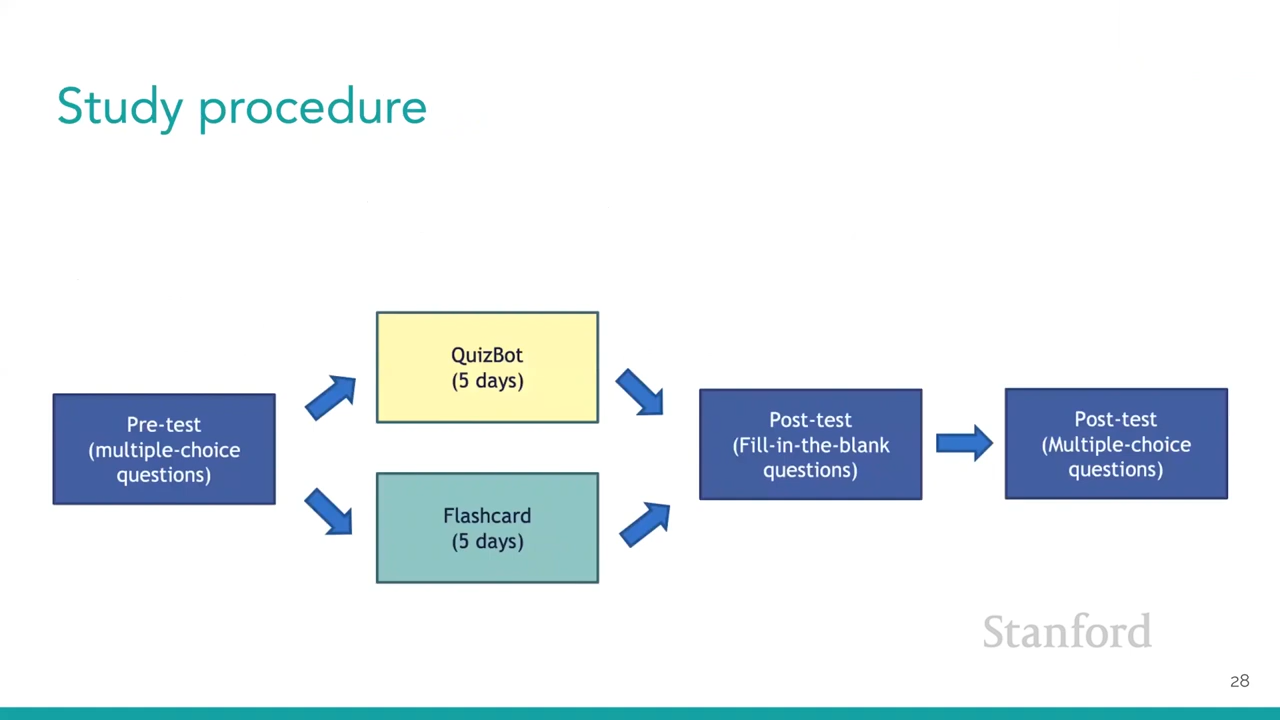 Study procedure
Pre-test
(multiple-choice
questions)
QuizBot
(5 days)
Flashcard
(5 days)
Post-test
(Fill-in-the-blank
questions)
Post-test
(Multiple-choice
questions)
Stanford
28